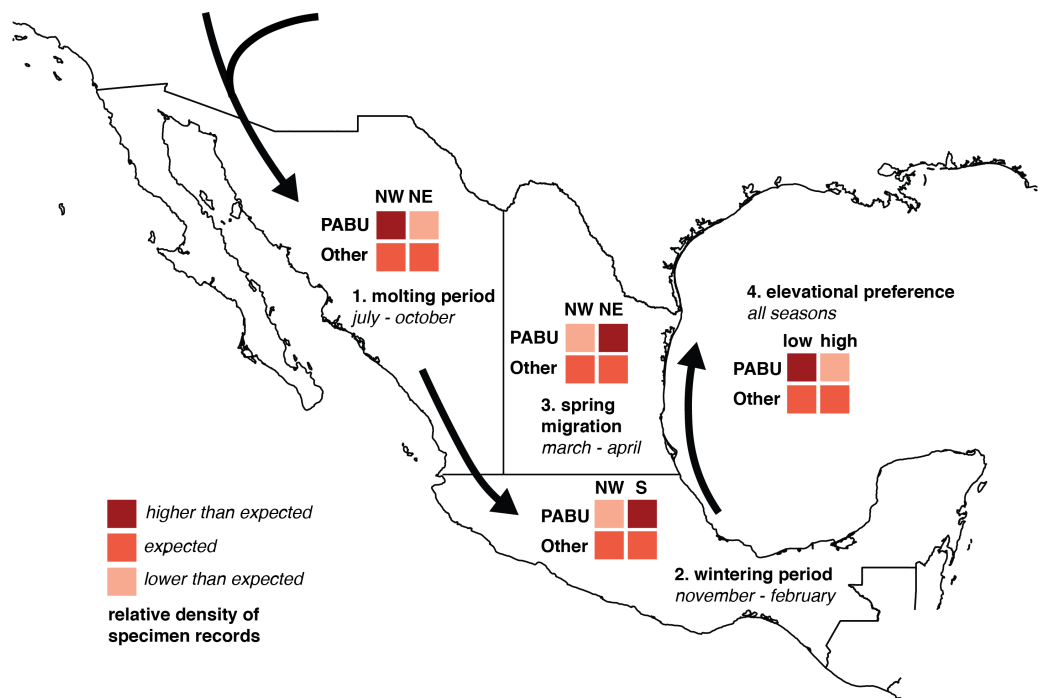 NW NE
PABU
Other
1. molting period
july - october
NW NE
PABU
Other
3. spring
migration
march - april
4. elevational preference
all seasons
low high
PABU
Other
NW S
PABU
Other
2. wintering period
november - february
higher than expected
expected
lower than expected
relative density of
specimen records